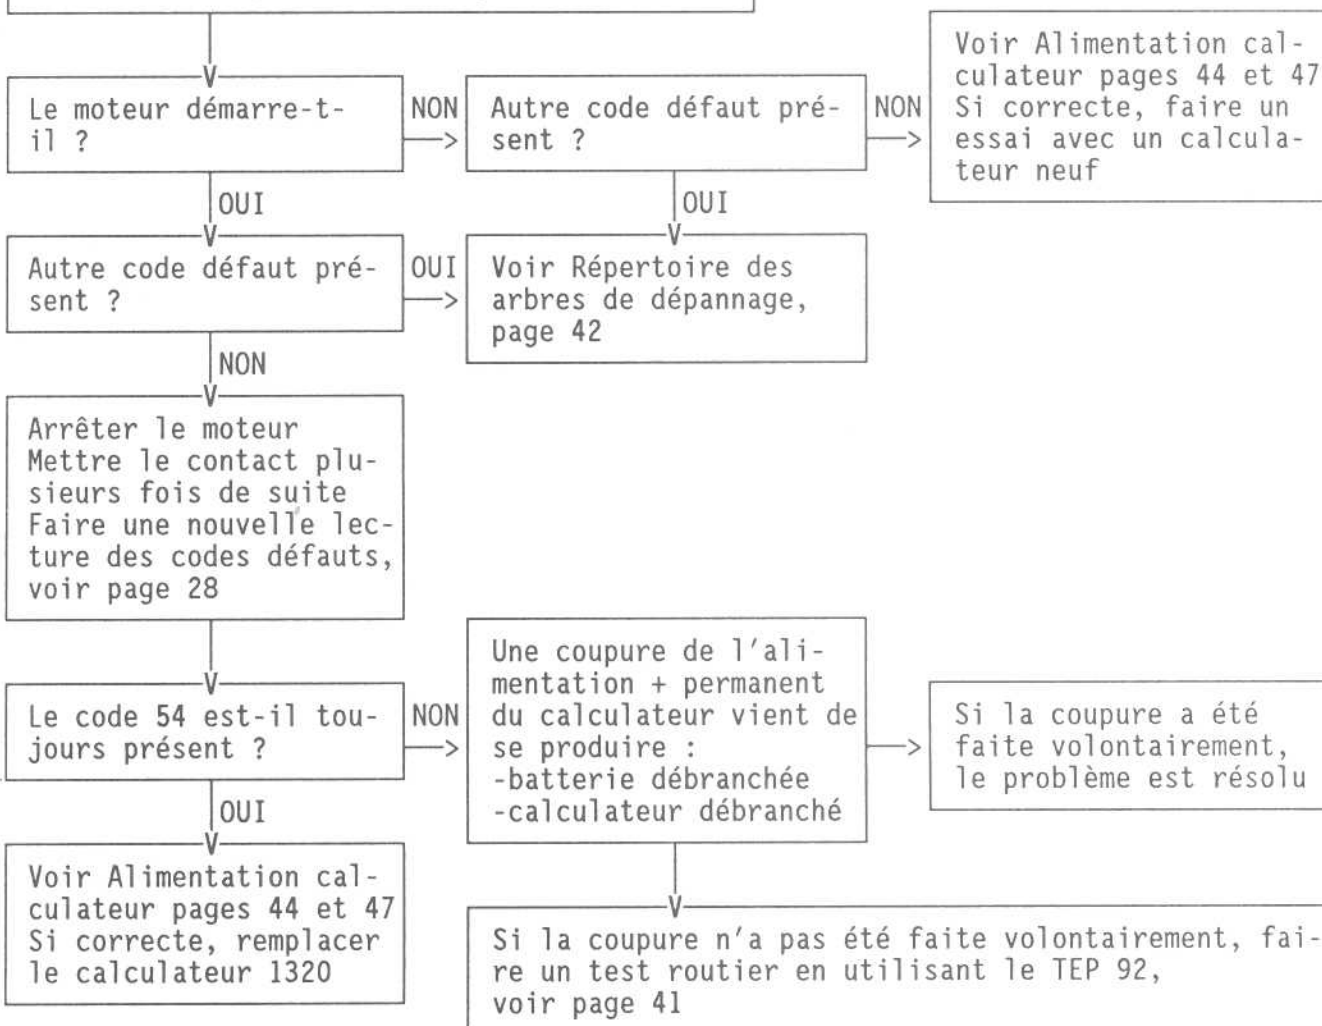 Le moteur démarre-t-
il ?
NON
Autre code défaut pré-
sent ?
NON
Voir Alimentation cal-
culateur pages 44 et 47
Si correcte, faire un
essai avec un calcula-
teur neuf
OUI
OUI
Autre code défaut pré-
sent ?
OUI
Voir Répertoire des
arbres de dépannage,
page 42
NON
Arrêter le moteur
Mettre le contact plu-
sieurs fois de suite
Faire une nouvelle lec-
ture des codes défauts,
voir page 28
Le code 54 est-il tou-
jours présent ?
NON
Une coupure de l'ali-
mentation + permanent
du calculateur vient de
se produire :
-batterie débranchée
-calculateur débranché
Si la coupure a été
faite volontairement,
le problème est résolu
OUI
Voir Alimentation cal-
culateur pages 44 et 47
Si correcte, remplacer
le calculateur 1320
Si la coupure n'a pas été faite volontairement, fai-
re un test routier en utilisant le TEP 92,
voir page 41